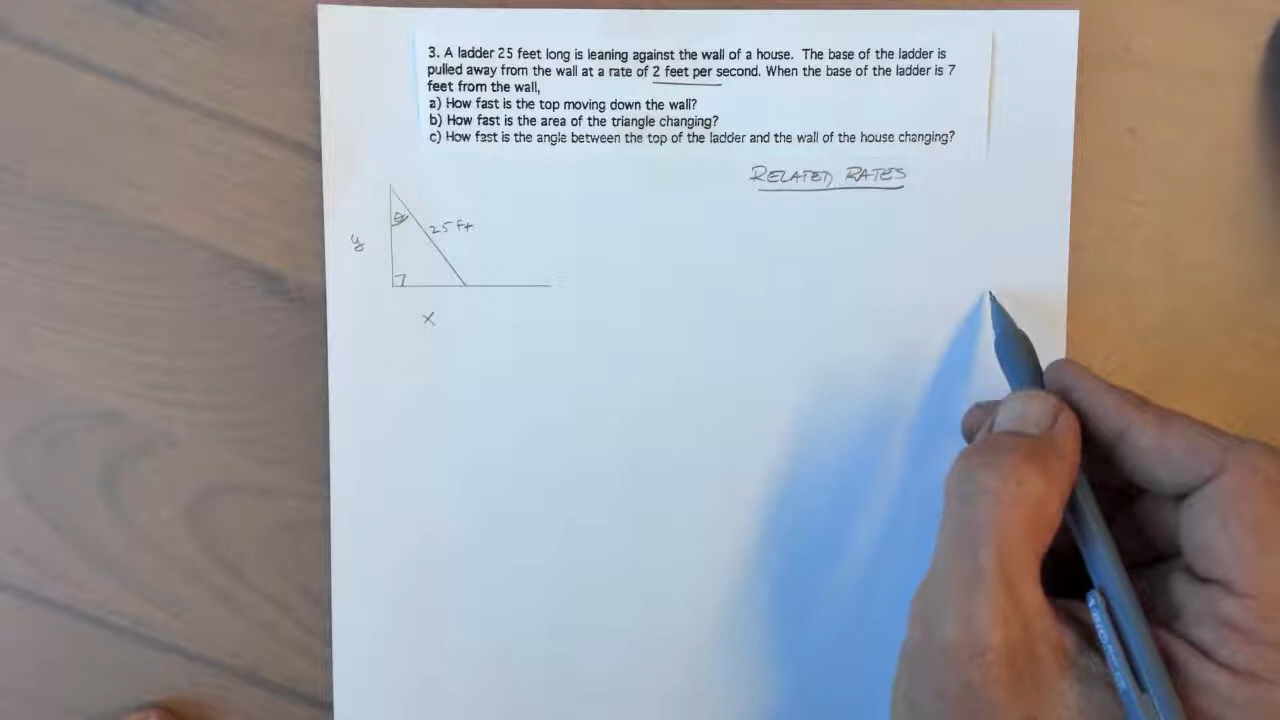 3. A ladder 25 feet long is leaning against the wall of a house. The base of the ladder is
pulled away from the wall at a rate of 2 feet per second. When the base of the ladder is 7
feet from the wall,
a) How fast is the top moving down the wall?
b) How fast is the area of the triangle changing?
c) How fast is the angle between the top of the ladder and the wall of the house changing?
RELATED RATES
θ
25 Ft
y
x